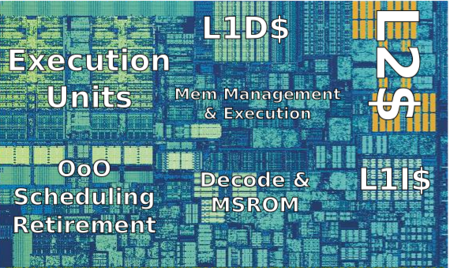 L1D$
L2$
Execution
Units
Mem Management
& Execution
OoO
Scheduling
Retirement
Decode &
MSROM
L1I$